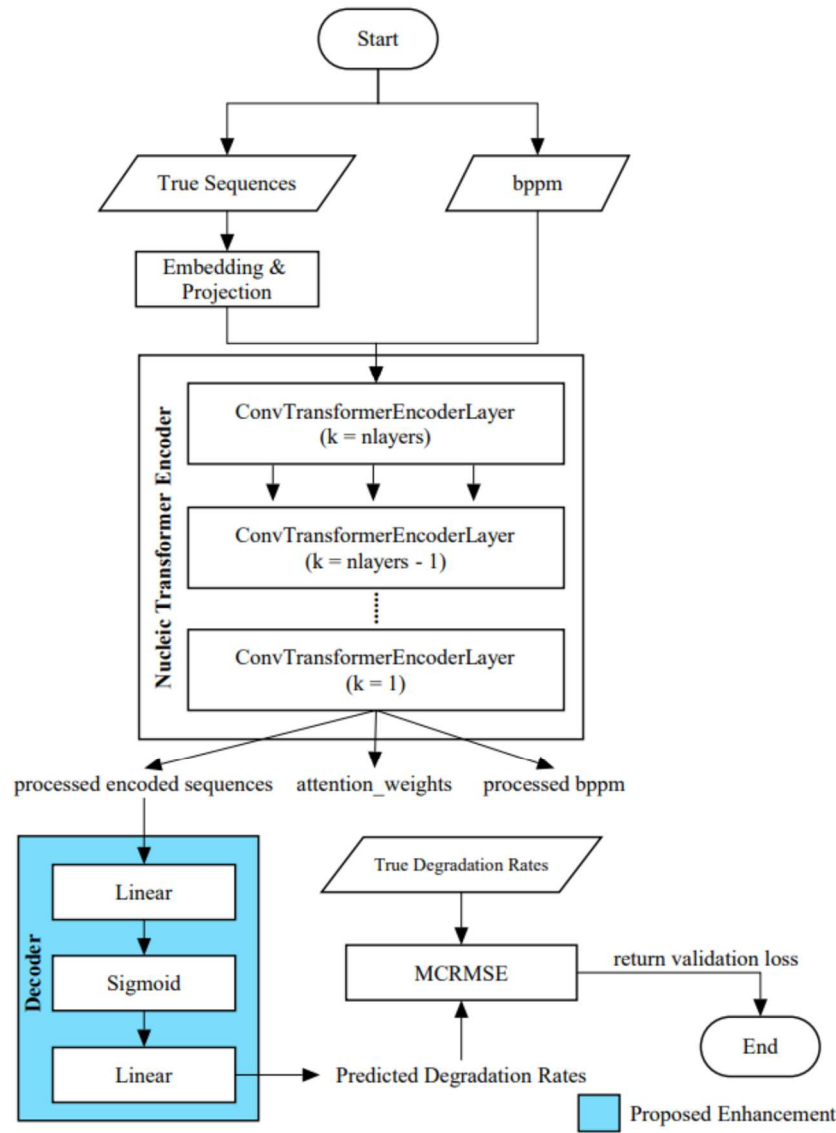 Start
True Sequences
bppm
Embedding &
Projection
Nucleic Transformer Encoder
ConvTransformerEncoderLayer
(k = nlayers)
ConvTransformerEncoderLayer
(k = nlayers - 1)
ConvTransformerEncoderLayer
(k = 1)
processed encoded sequences
attention_weights
processed bppm
Decoder
Linear
Sigmoid
Linear
True Degradation Rates
MCRMSE
return validation loss
End
Predicted Degradation Rates
Proposed Enhancement